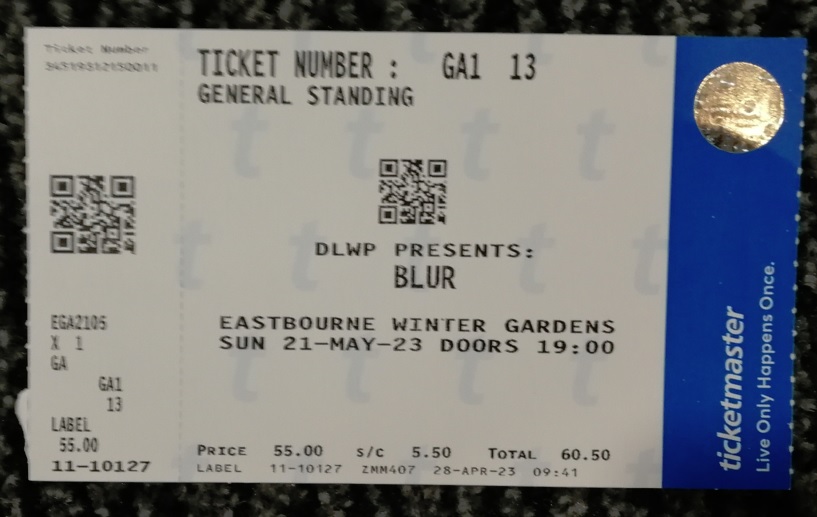 Ticket Number
TICKET NUMBER : GA1 13
GENERAL STANDING
DLWP PRESENTS:
BLUR
EASTBOURNE WINTER GARDENS
SUN 21-MAY-23 DOORS 19:00
EGA2105
X 1
GA
GA1
13
LABEL
55.00
11-10127
PRICE 55.00 S/C 5.50 TOTAL 60.50
LABEL 11-10127 ZMM407 28-APR-23 09:41
ticketmaster
Live Only Happens Once.